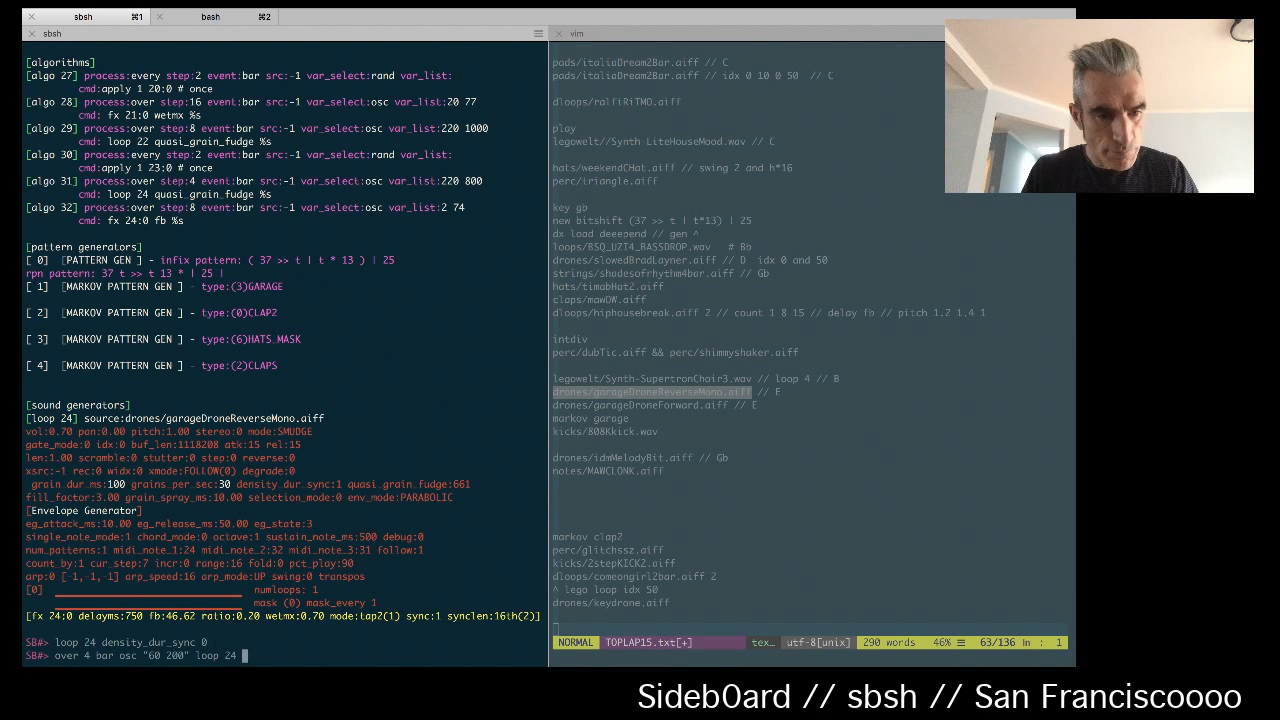 sbsh ⌘1 × bash ⌘2
sbsh
[algorithms]
[algo 27] process:every step:2 event:bar src:-1 var_select:rand var_list:
cmd:apply 1 20:0 # once
[algo 28] process:over step:16 event:bar src:-1 var_select:osc var_list:20 77
cmd: fx 21:0 wetmx %s
[algo 29] process:over step:8 event:bar src:-1 var_select:osc var_list:220 1000
cmd: loop 22 quasi_grain_fudge %s
[algo 30] process:every step:2 event:bar src:-1 var_select:rand var_list:
cmd:apply 1 23:0 # once
[algo 31] process:over step:4 event:bar src:-1 var_select:osc var_list:220 800
cmd: loop 24 quasi_grain_fudge %s
[algo 32] process:over step:8 event:bar src:-1 var_select:osc var_list:2 74
cmd: fx 24:0 fb %s
[pattern generators]
[ 0] [PATTERN GEN ] - infix pattern: ( 37 >> t | t * 13 ) | 25
rpn pattern: 37 t >> t 13 * | 25 |
[ 1] [MARKOV PATTERN GEN ] - type:(3)GARAGE
[ 2] [MARKOV PATTERN GEN ] - type:(0)CLAP2
[ 3] [MARKOV PATTERN GEN ] - type:(6)HATS_MASK
[ 4] [MARKOV PATTERN GEN ] - type:(2)CLAPS
[sound generators]
[loop 24] source:drones/garageDroneReverseMono.aiff
vol:0.70 pan:0.00 pitch:1.00 stereo:0 mode:SMUDGE
gate_mode:0 idx:0 buf_len:1118208 atk:15 rel:15
len:1.00 scramble:0 stutter:0 step:0 reverse:0
xsrc:-1 rec:0 widx:0 xmode:FOLLOW(0) degrade:0
grain_dur_ms:100 grains_per_sec:30 density_dur_sync:1 quasi_grain_fudge:661
fill_factor:3.00 grain_spray_ms:10.00 selection_mode:0 env_mode:PARABOLIC
[Envelope Generator]
eg_attack_ms:10.00 eg_release_ms:50.00 eg_state:3
single_note_mode:1 chord_mode:0 octave:1 sustain_note_ms:500 debug:0
num_patterns:1 midi_note_1:24 midi_note_2:32 midi_note_3:31 follow:1
count_by:1 cur_step:7 incr:0 range:16 fold:0 pct_play:90
arp:0 [-1,-1,-1] arp_speed:16 arp_mode:UP swing:0 transpos
[0] numloops: 1
mask (0) mask_every 1
[fx 24:0 delayms:750 fb:46.62 ratio:0.20 wetmx:0.70 mode:tap2(1) sync:1 synclen:16th(2)]
SB#> loop 24 density_dur_sync 0
SB#> over 4 bar osc "60 200" loop 24
vim
pads/italiaDream2Bar.aiff // C
pads/italiaDream2Bar.aiff // idx 0 10 0 50 // C
dloops/ralfiRiTMO.aiff
play
legowelt//Synth LiteHouseMood.wav // C
hats/weekendCHat.aiff // swing 2 and h*16
perc/triangle.aiff
key gb
new bitshift (37 >> t | t*13) | 25
dx load deeepend // gen ^
loops/BSQ_UZI4_BASSDROP.wav # Bb
drones/slowedBradLayner.aiff // D idx 0 and 50
strings/shadesofrhythm4bar.aiff // Gb
hats/timabHat2.aiff
claps/mawOW.aiff
dloops/hiphousebreak.aiff 2 // count 1 8 15 // delay fb // pitch 1.2 1.4 1
intdiv
perc/dubTic.aiff && perc/shimmyshaker.aiff
legowelt/Synth-SupertronChoir3.wav // loop 4 // B
drones/garageDroneReverseMono.aiff // E
drones/garageDroneForward.aiff // E
markov garage
kicks/808Kkick.wav
drones/idmMelodyBit.aiff // Gb
notes/MAWCLONK.aiff
markov clap2
perc/glitchssz.aiff
kicks/2stepKICK2.aiff
dloops/comeongirl2bar.aiff 2
^ lego loop idx 50
drones/keydrone.aiff
NORMAL TOPLAP15.txt[+] tex… utf-8[unix] 290 words 46% ☰ 63/136 ln : 1
Sideb0ard // sbsh // San Franciscoooo